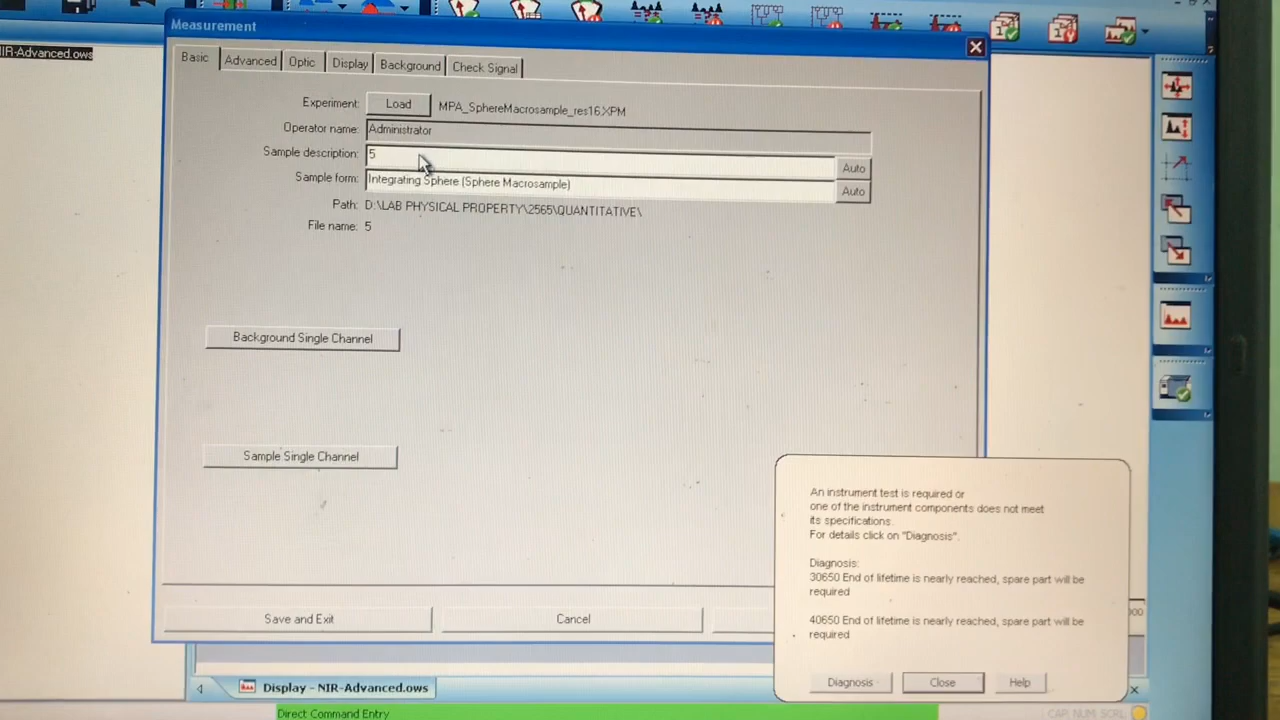 NIR-Advanced.ows
Measurement
Basic
Advanced
Optic
Display
Background
Check Signal
Experiment:
Load
MPA_SphereMacrosample_res16.XPM
Operator name:
Administrator
Sample description:
5
Auto
Sample form:
Integrating Sphere (Sphere Macrosample)
Auto
Path:
D:\LAB PHYSICAL PROPERTY\2565\QUANTITATIVE\
File name:
5
Background Single Channel
Sample Single Channel
An instrument test is required or
one of the instrument components does not meet
its specifications.
For details click on "Diagnosis".
Diagnosis:
30650 End of lifetime is nearly reached, spare part will be
required
40650 End of lifetime is nearly reached, spare part will be
required
Save and Exit
Cancel
Diagnosis
Close
Help
Display - NIR-Advanced.ows
Direct Command Entry
CAP NUM SCRL